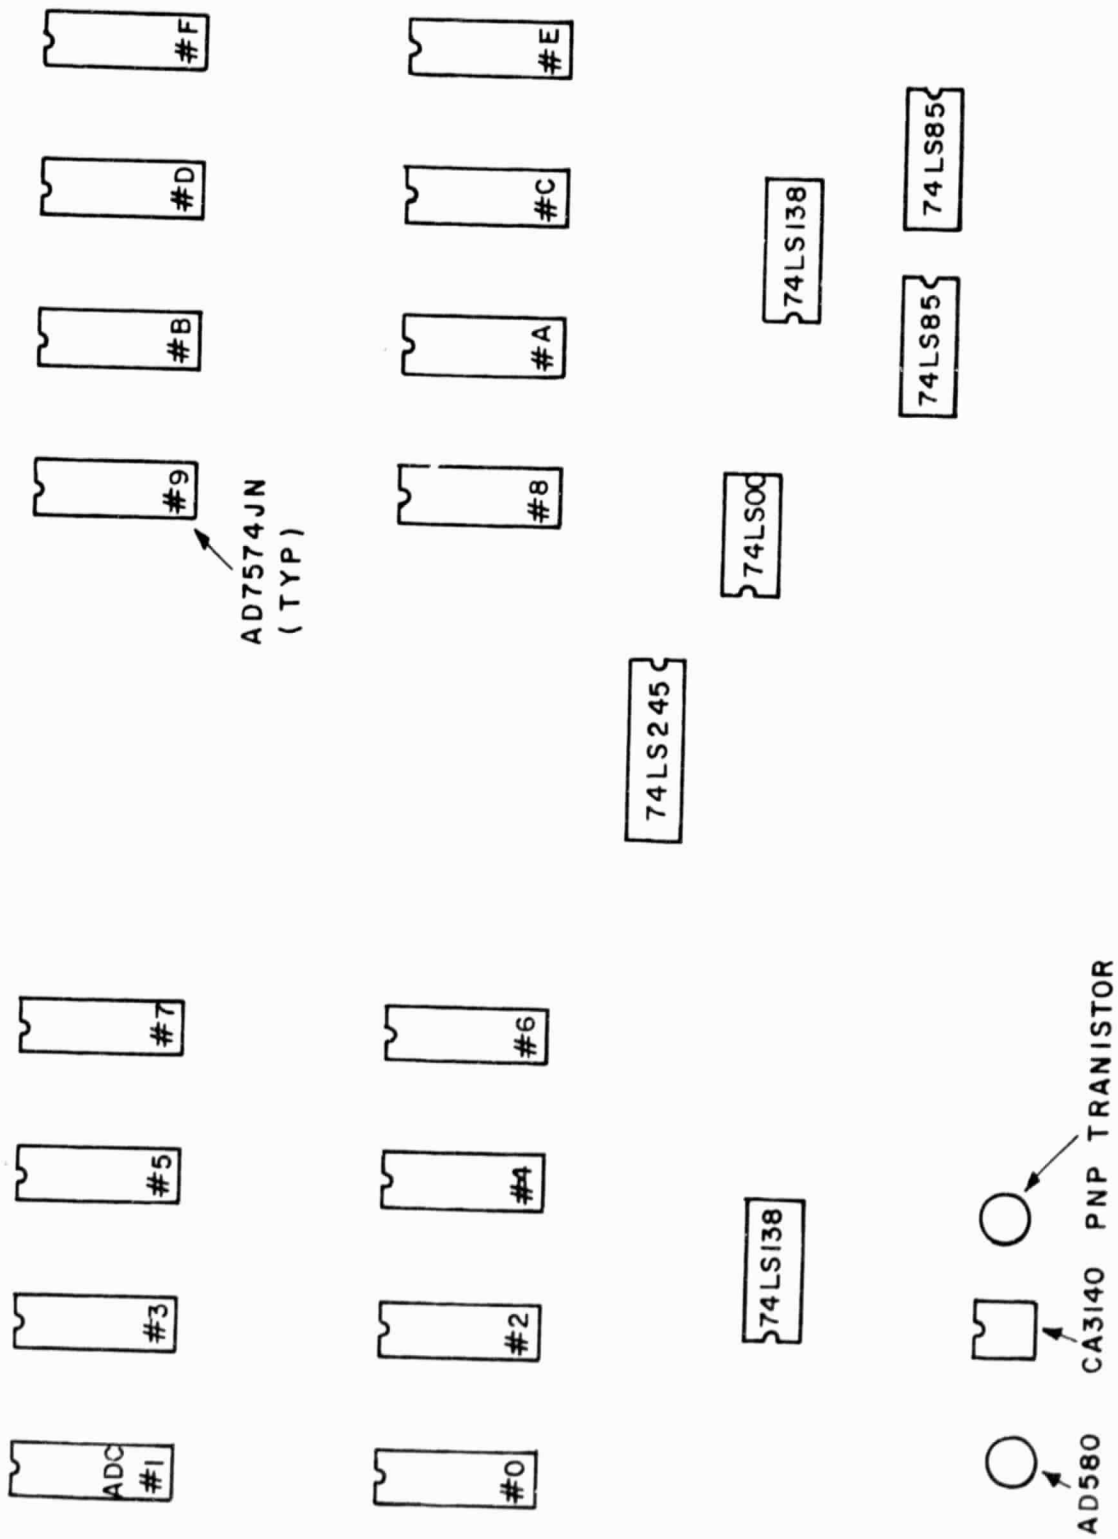 ADC
#1
#3
#5
#7
#9
#B
#D
#F
AD7574JN
(TYP)
#0
#2
#4
#6
#8
#A
#C
#E
74LS245
74LS138
74LS00
74LS138
74LS85
74LS85
AD580
CA3140
PNP TRANISTOR